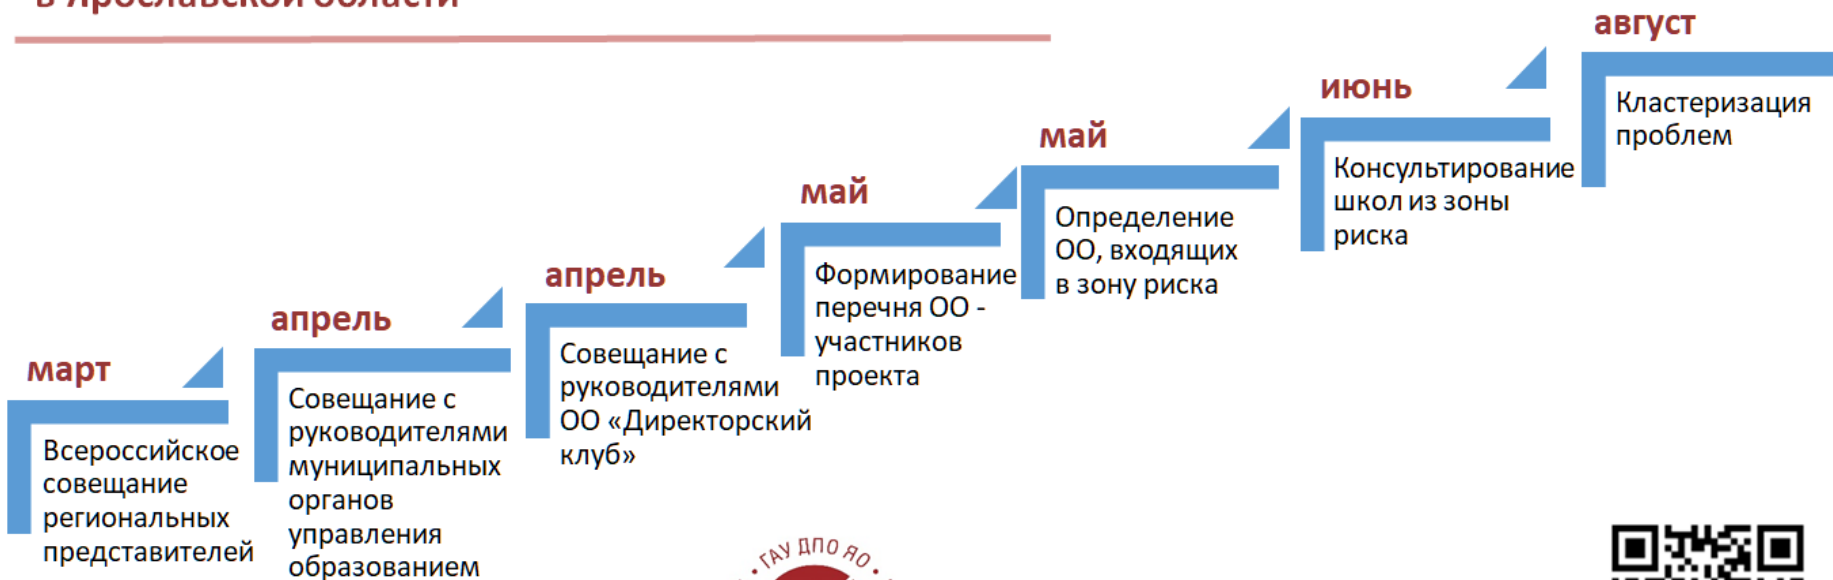 в Ярославской области
март
Всероссийское
совещание
региональных
представителей
апрель
Совещание с
руководителями
муниципальных
органов
управления
образованием
апрель
Совещание с
руководителями
ОО «Директорский
клуб»
май
Формирование
перечня ОО -
участников
проекта
май
Определение
ОО, входящих
в зону риска
июнь
Консультирование
школ из зоны
риска
август
Кластеризация
проблем
• ГАУ ДПО ЯО •